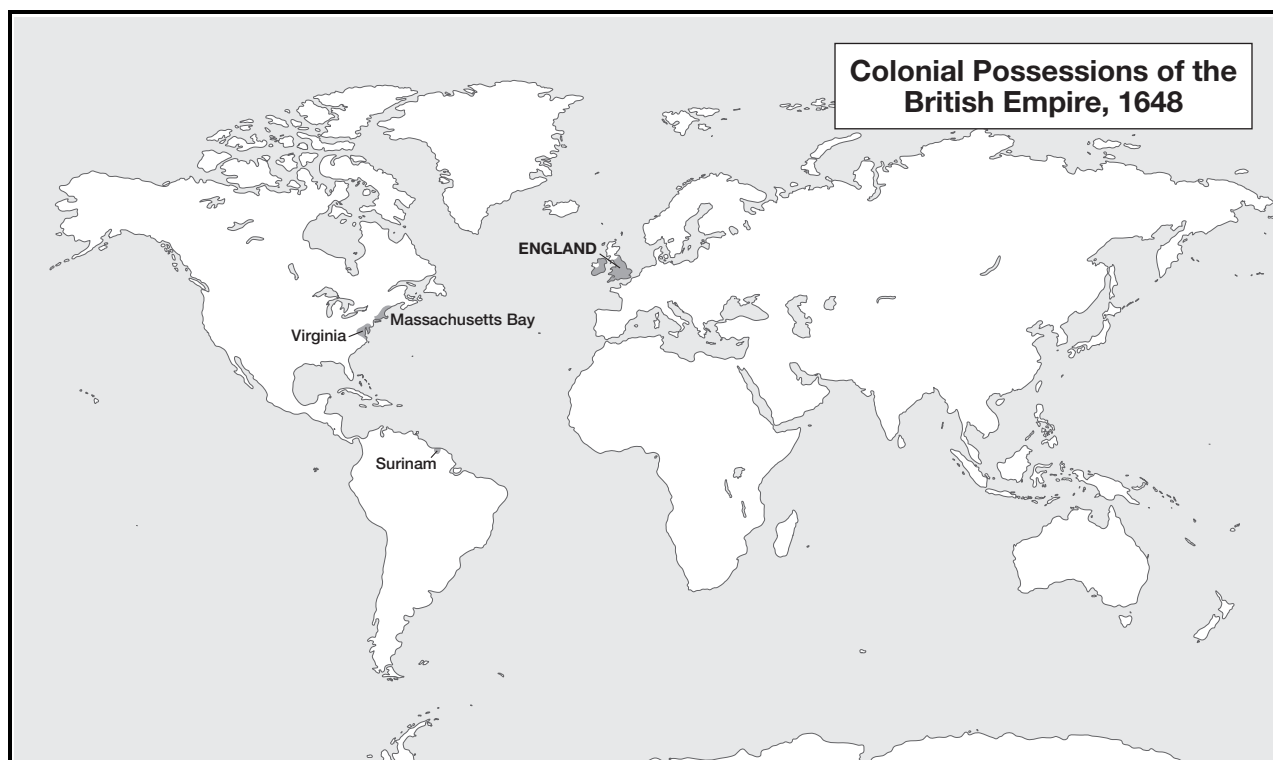 Colonial Possessions of the
British Empire, 1648
ENGLAND
Massachusetts Bay
Virginia
Surinam